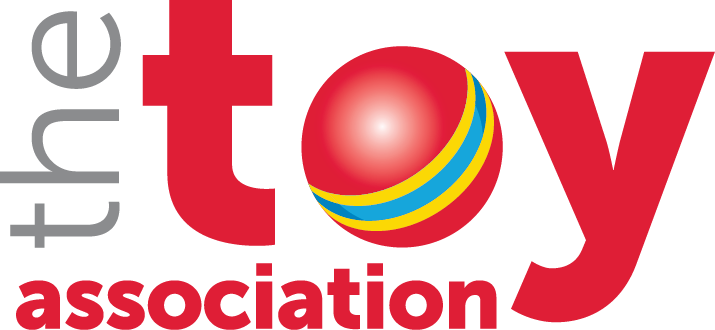 the
toy
association